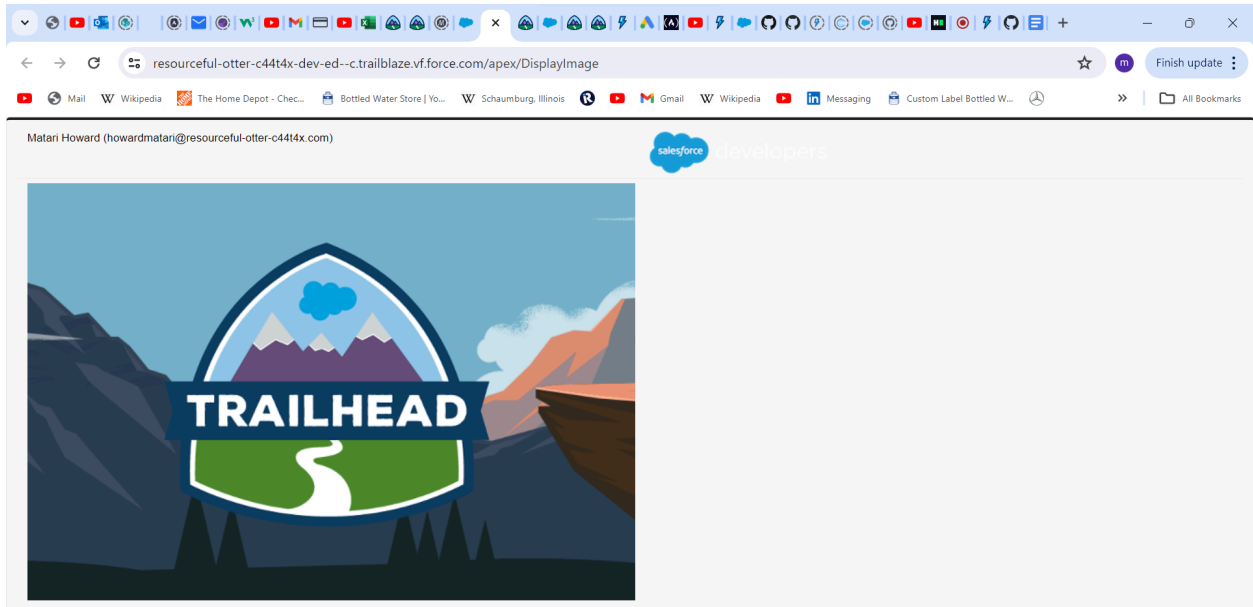 resourceful-otter-c44t4x-dev-ed--c.trailblaze.vf.force.com/apex/DisplayImage
m
Finish update
Mail
W Wikipedia
The Home Depot - Chec...
Bottled Water Store | Yo...
W Schaumburg, Illinois
Gmail
W Wikipedia
Messaging
Custom Label Bottled W...
All Bookmarks
Matari Howard (howardmatari@resourceful-otter-c44t4x.com)
salesforce developers
TRAILHEAD